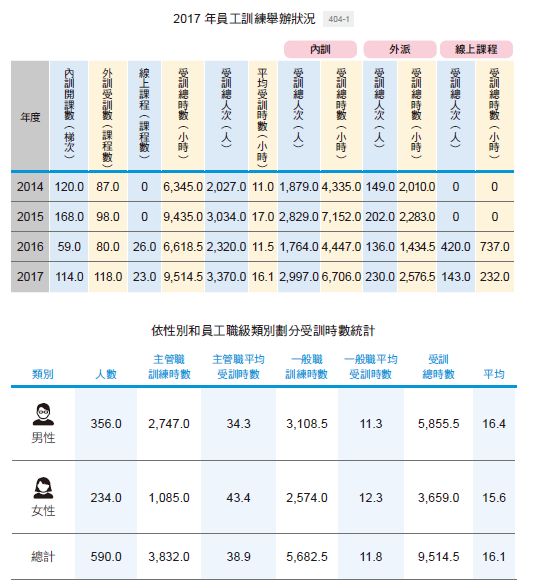 2017 年員工訓練舉辦狀況 404-1
內訓 外派 線上課程
年度 內訓開課數（梯次） 外訓受訓數（課程數） 線上課程（課程數） 受訓總時數（小時） 受訓總人次（人） 平均受訓時數（小時） 受訓總人次（人） 受訓總時數（小時） 受訓總人次（人） 受訓總時數（小時） 受訓總人次（人） 受訓總時數（小時）
2014 120.0 87.0 0 6,345.0 2,027.0 11.0 1,879.0 4,335.0 149.0 2,010.0 0 0
2015 168.0 98.0 0 9,435.0 3,034.0 17.0 2,829.0 7,152.0 202.0 2,283.0 0 0
2016 59.0 80.0 26.0 6,618.5 2,320.0 11.5 1,764.0 4,447.0 136.0 1,434.5 420.0 737.0
2017 114.0 118.0 23.0 9,514.5 3,370.0 16.1 2,997.0 6,706.0 230.0 2,576.5 143.0 232.0
依性別和員工職級類別劃分受訓時數統計
主管職 主管職平均 一般職 一般職平均 受訓
類別 人數 訓練時數 受訓時數 訓練時數 受訓時數 總時數 平均
男性 356.0 2,747.0 34.3 3,108.5 11.3 5,855.5 16.4
女性 234.0 1,085.0 43.4 2,574.0 12.3 3,659.0 15.6
總計 590.0 3,832.0 38.9 5,682.5 11.8 9,514.5 16.1